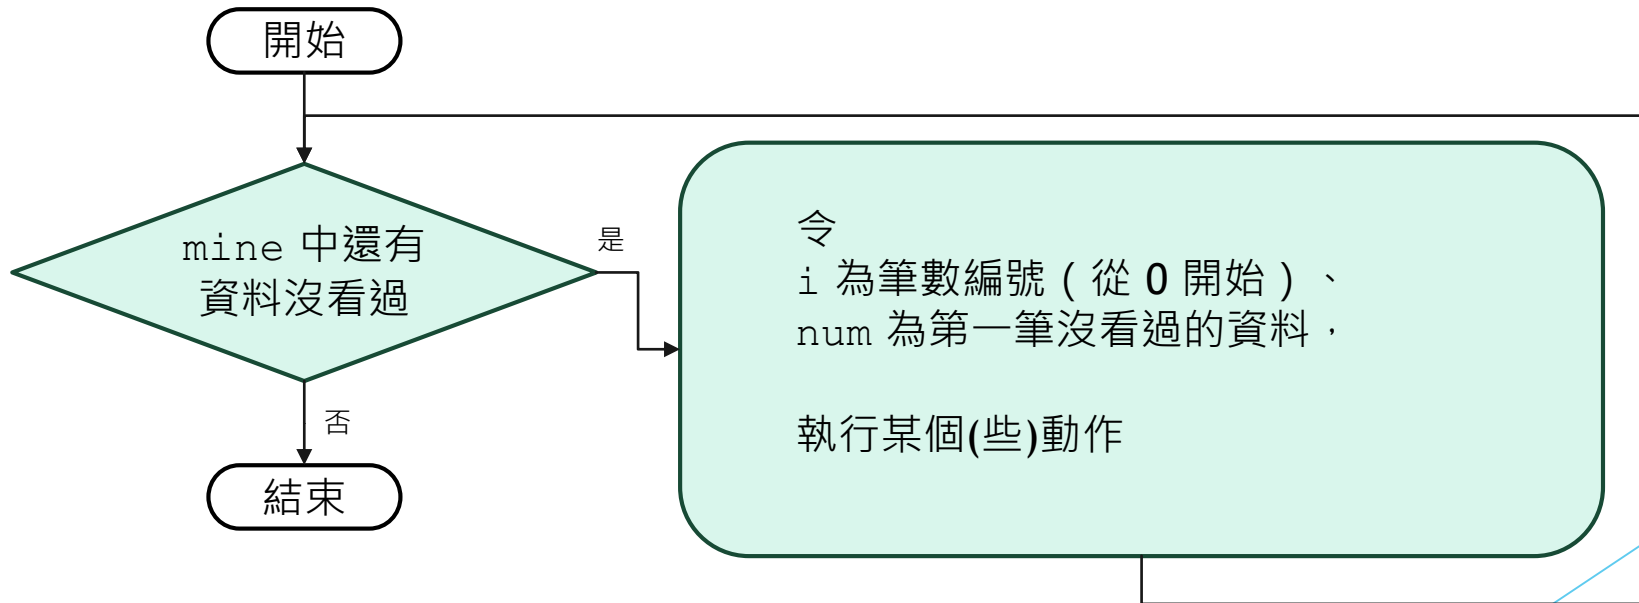 開始
mine 中還有
資料沒看過
是
否
結束
令
i 為筆數編號(從 0 開始)、
num 為第一筆沒看過的資料，
執行某個(些)動作